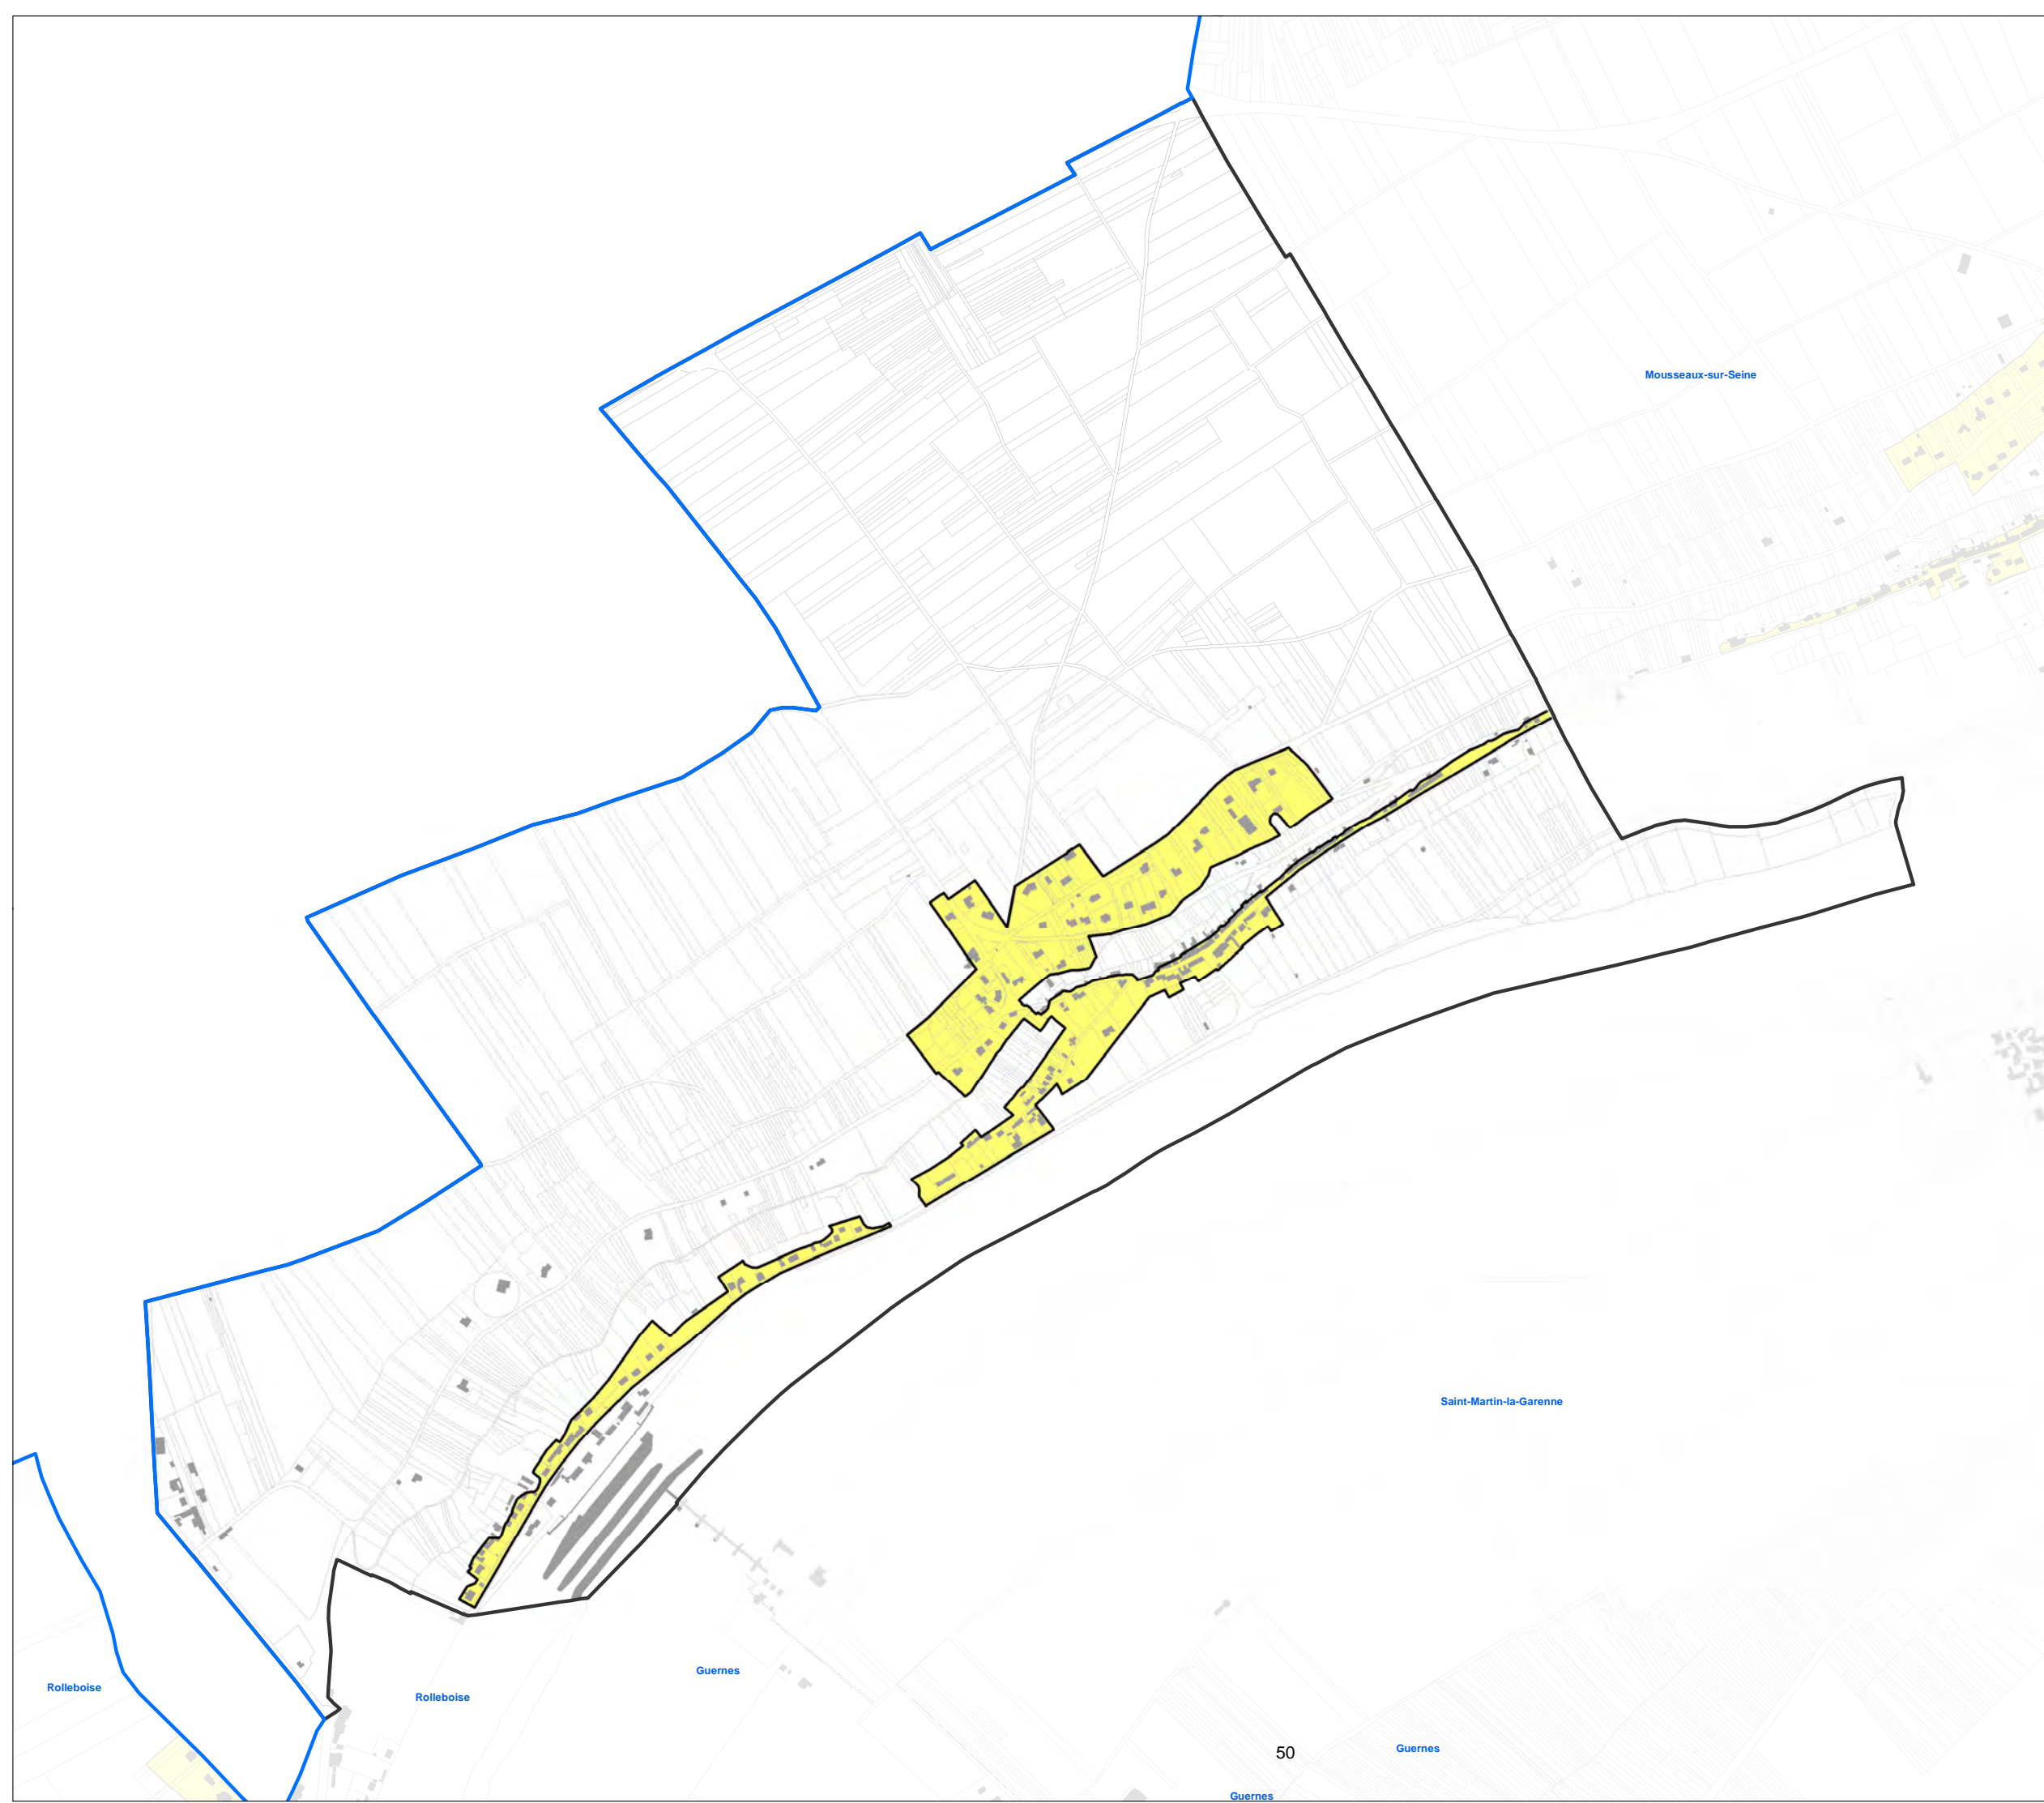 Mousseaux-sur-Seine
Saint-Martin-la-Garenne
Guernes
Rolleboise
Rolleboise
Guernes
50
Guernes